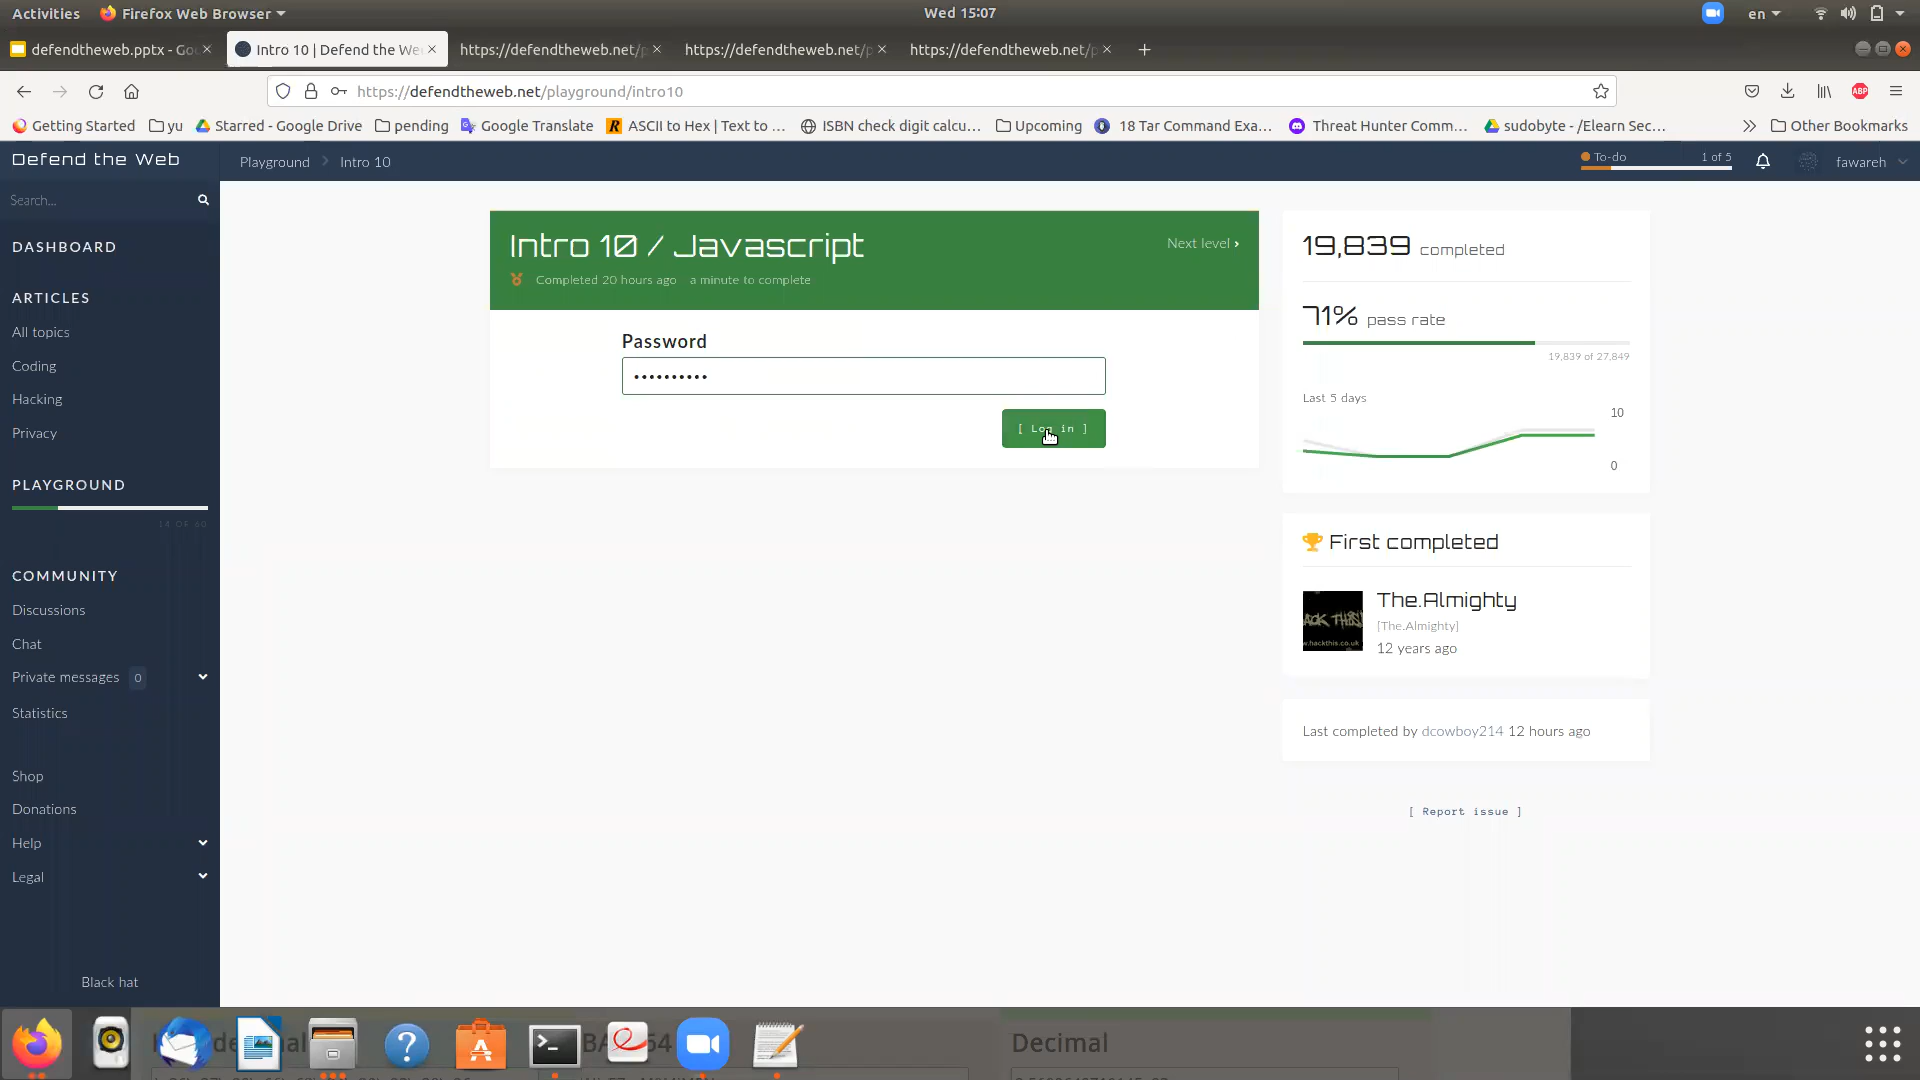 Activities Firefox Web Browser Wed 15:07 en
defendtheweb.pptx - Go Intro 10 | Defend the We https://defendtheweb.net/p https://defendtheweb.net/p https://defendtheweb.net/p
https://defendtheweb.net/playground/intro10 ABP
Getting Started yu Starred - Google Drive pending Google Translate R ASCII to Hex | Text to ... ISBN check digit calcu... Upcoming 18 Tar Command Exa... Threat Hunter Comm... sudobyte - /Elearn Sec... Other Bookmarks
Defend the Web Playground Intro 10 To-do 1 of 5 fawareh
Search...
DASHBOARD
ARTICLES
All topics
Coding
Hacking
Privacy
PLAYGROUND
14 OF 60
COMMUNITY
Discussions
Chat
Private messages 0
Statistics
Shop
Donations
Help
Legal
Black hat
Intro 10 / Javascript
Next level
Completed 20 hours ago a minute to complete
Password
[ Log in ]
19,839 completed
71% pass rate
19,839 of 27,849
Last 5 days
10
0
First completed
The.Almighty
[The.Almighty]
12 years ago
Last completed by dcowboy214 12 hours ago
[ Report issue ]
Decimal